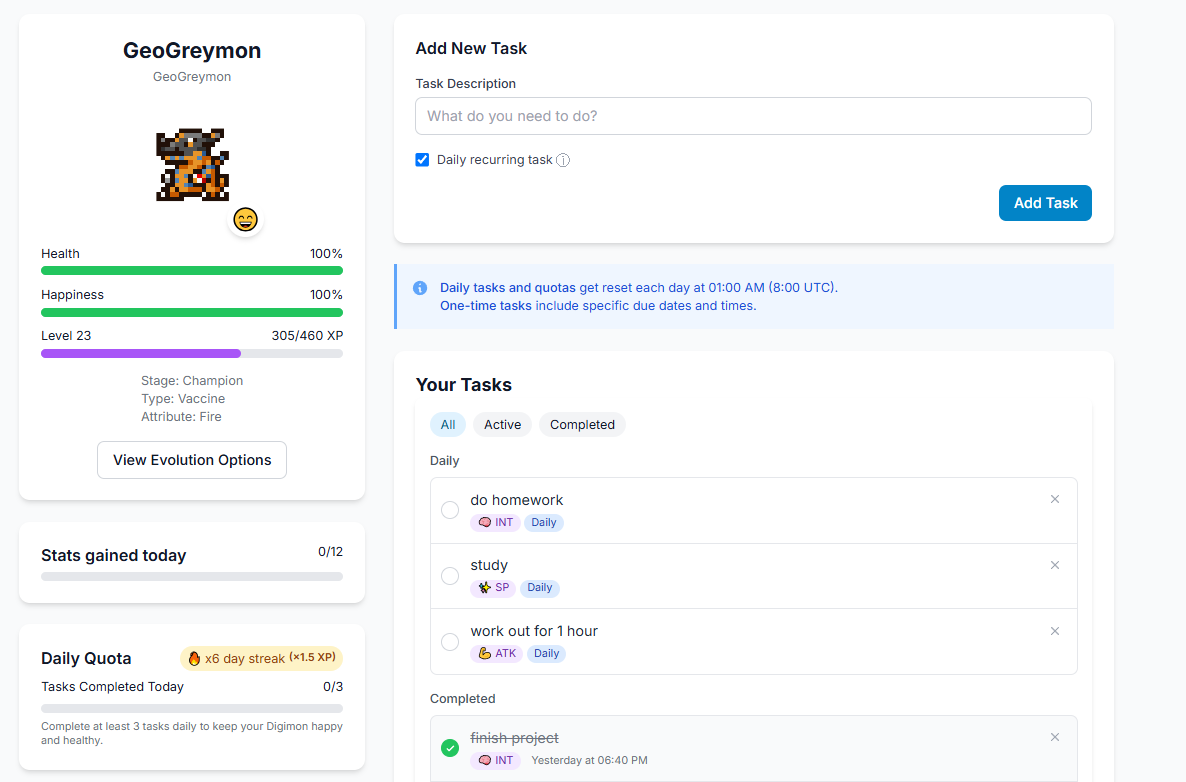 GeoGreymon
GeoGreymon
Health 100%
Happiness 100%
Level 23 305/460 XP
Stage: Champion
Type: Vaccine
Attribute: Fire
View Evolution Options
Stats gained today 0/12
Daily Quota x6 day streak (×1.5 XP)
Tasks Completed Today 0/3
Complete at least 3 tasks daily to keep your Digimon happy
and healthy.
Add New Task
Task Description
What do you need to do?
Daily recurring task
Add Task
Daily tasks and quotas get reset each day at 01:00 AM (8:00 UTC).
One-time tasks include specific due dates and times.
Your Tasks
All Active Completed
Daily
do homework
INT Daily
study
SP Daily
work out for 1 hour
ATK Daily
Completed
finish project
INT Yesterday at 06:40 PM